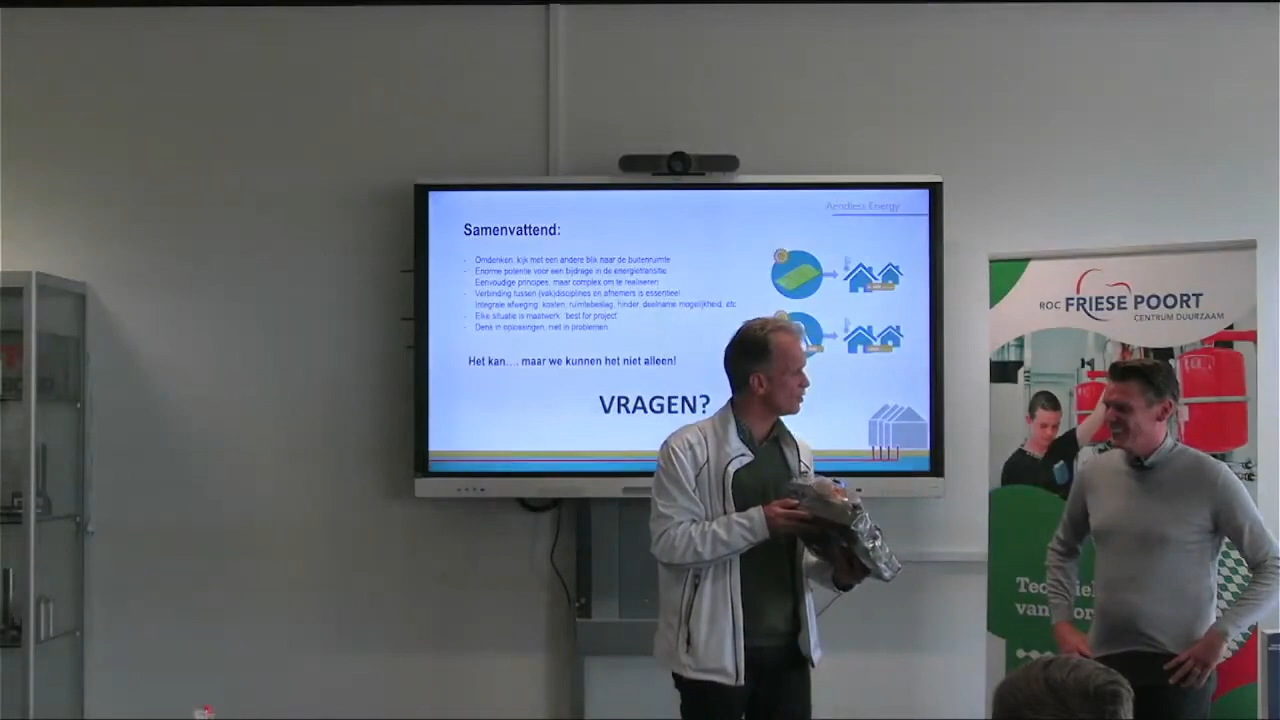 Aendless Energy
Samenvattend:
- Omdenken, kijk met een andere blik naar de buitenruimte
- Enorme potentie voor een bijdrage in de energietransitie
- Eenvoudige principes, maar complex om te realiseren
- Verbinding tussen (vak)disciplines en afnemers is essentieel
- Integrale afweging: kosten, ruimtebeslag, hinder, deelname mogelijkheid, etc
- Elke situatie is maatwerk: best for project
- Denk in oplossingen, niet in problemen
Het kan…. maar we kunnen het niet alleen!
VRAGEN?
ROC FRIESE POORT
CENTRUM DUURZAAM
van